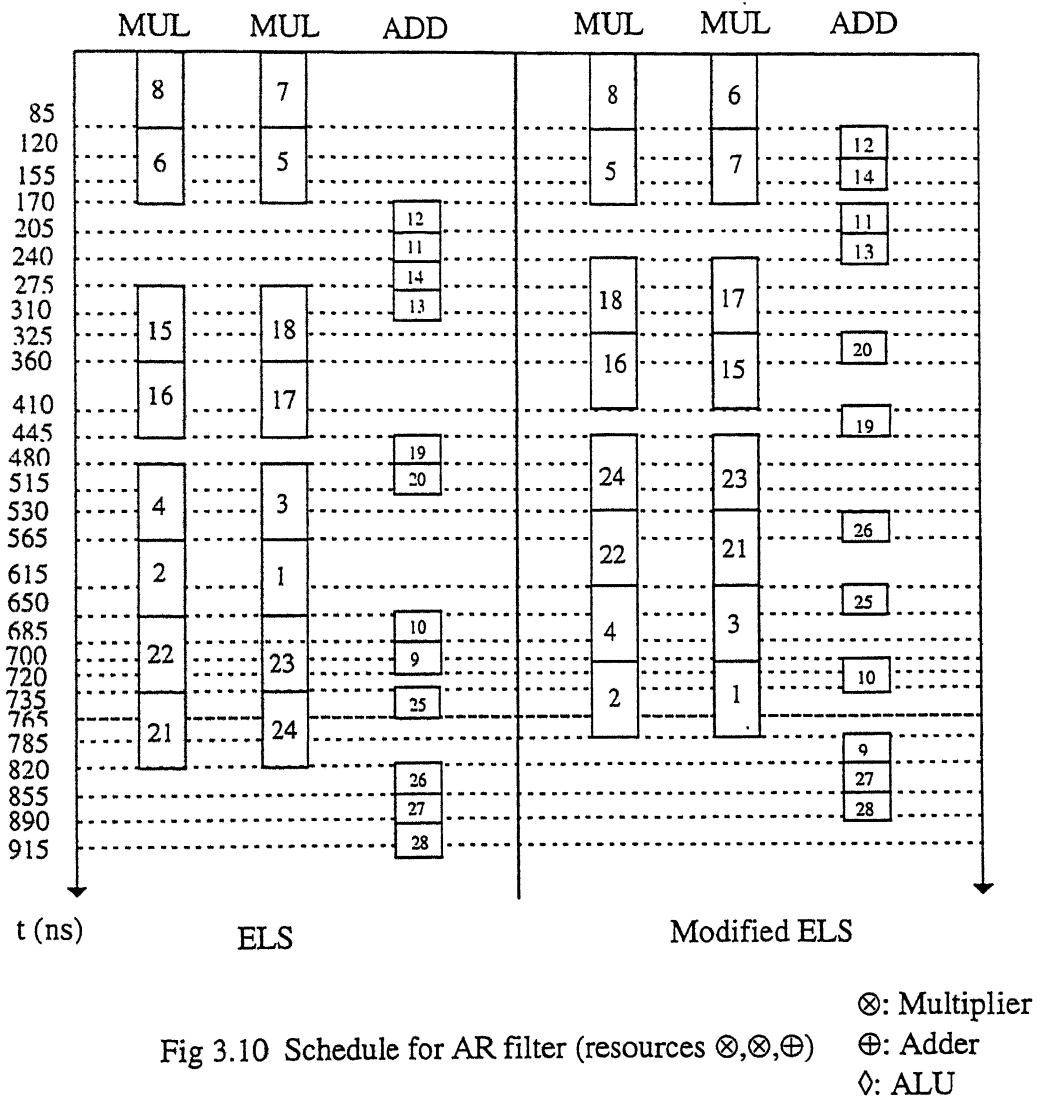 MUL MUL ADD MUL MUL ADD
8 7 8 6
85
120 12
6 5 5 7
155 14
170
205 12 11
240 11 13
275 14
18 17
310 13
325 15 18
360 20
16 15
16 17
410
19
445
480 19
20 24 23
515
4 3
530
26
565
22 21
2 1
615
25
650
10 4 3
685
700 22 23 9
720 10
735 2 1
25
765
21 24
785 9
820
26 27
855
27 28
890
28
915
t (ns) ELS Modified ELS
⊗: Multiplier
Fig 3.10 Schedule for AR filter (resources ⊗,⊗,⊕) ⊕: Adder
◊: ALU